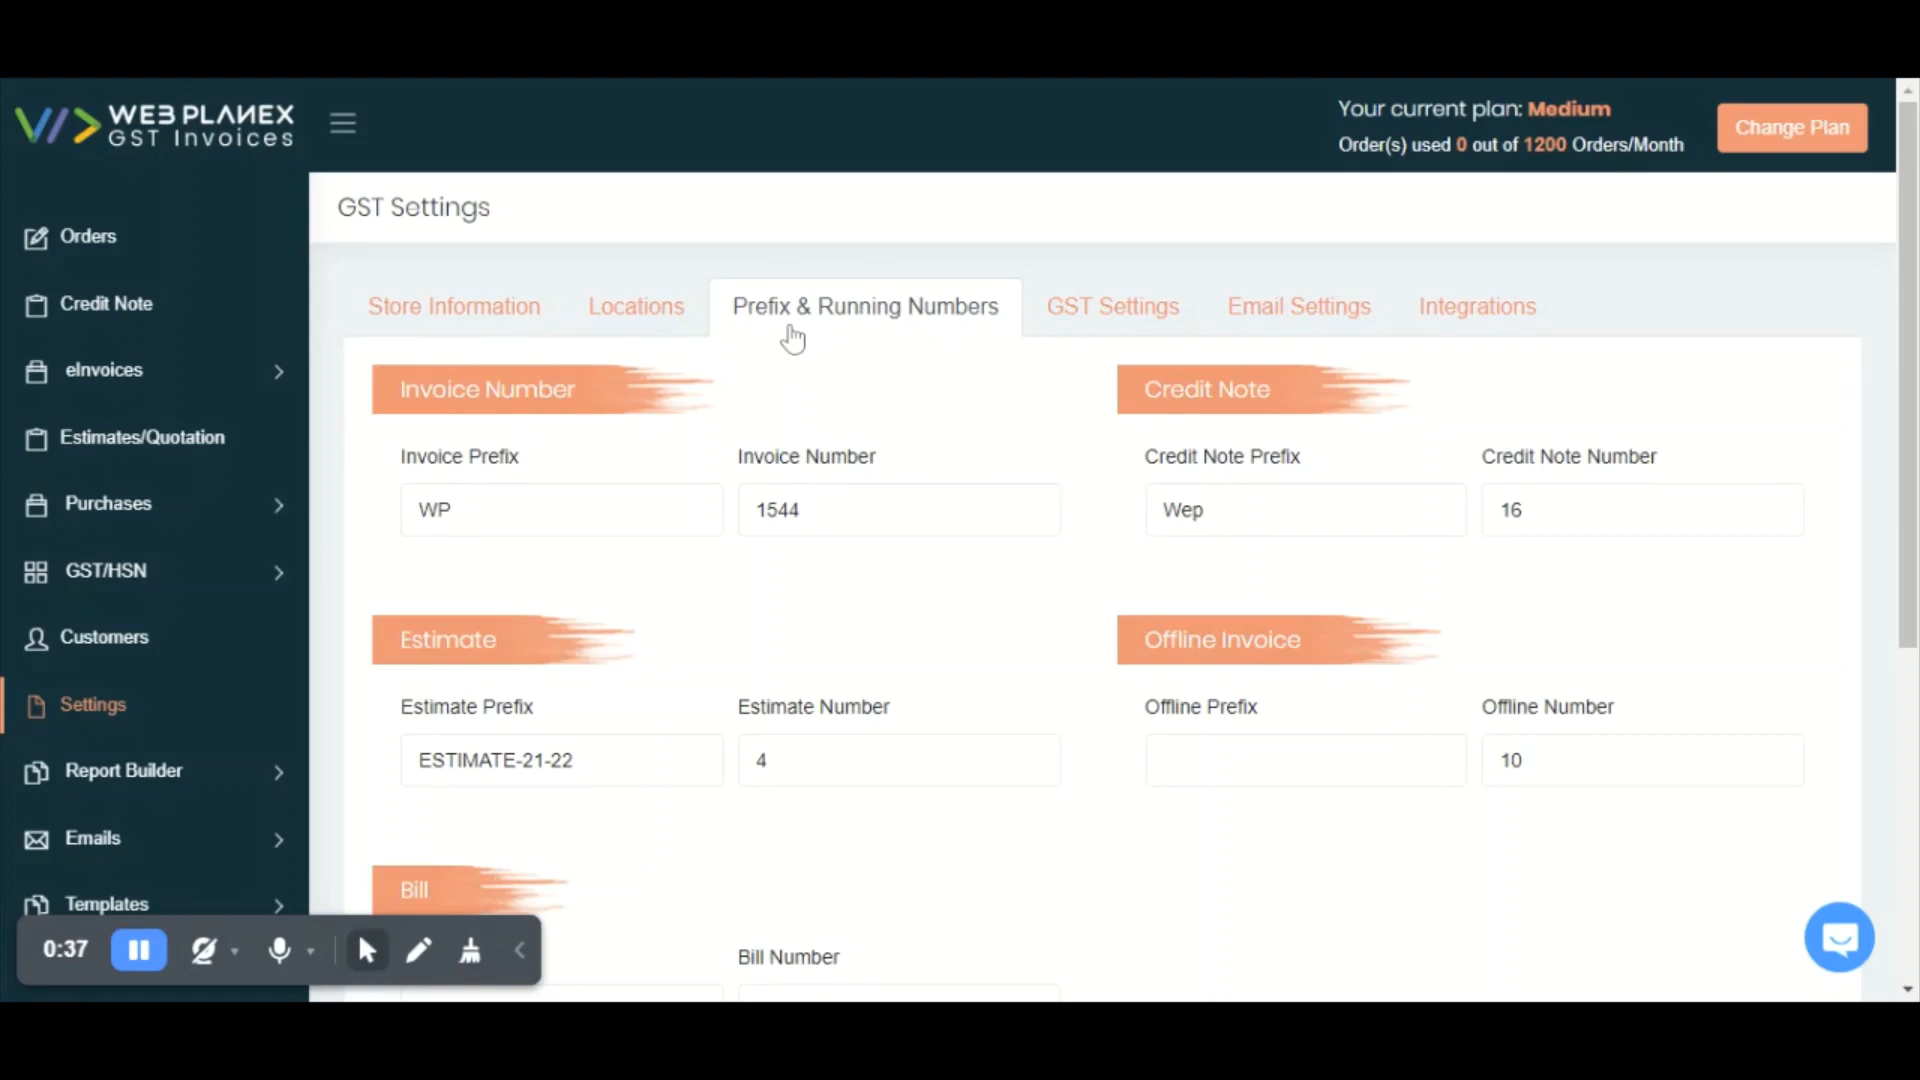 WEB PLANEX
GST Invoices
Your current plan: Medium
Order(s) used 0 out of 1200 Orders/Month
Change Plan
GST Settings
Orders
Credit Note
eInvoices
Estimates/Quotation
Purchases
GST/HSN
Customers
Settings
Report Builder
Emails
Templates
Store Information
Locations
Prefix & Running Numbers
GST Settings
Email Settings
Integrations
Invoice Number
Invoice Prefix
Invoice Number
WP
1544
Credit Note
Credit Note Prefix
Credit Note Number
Wep
16
Estimate
Estimate Prefix
Estimate Number
ESTIMATE-21-22
4
Offline Invoice
Offline Prefix
Offline Number
10
Bill
Bill Number
0:37